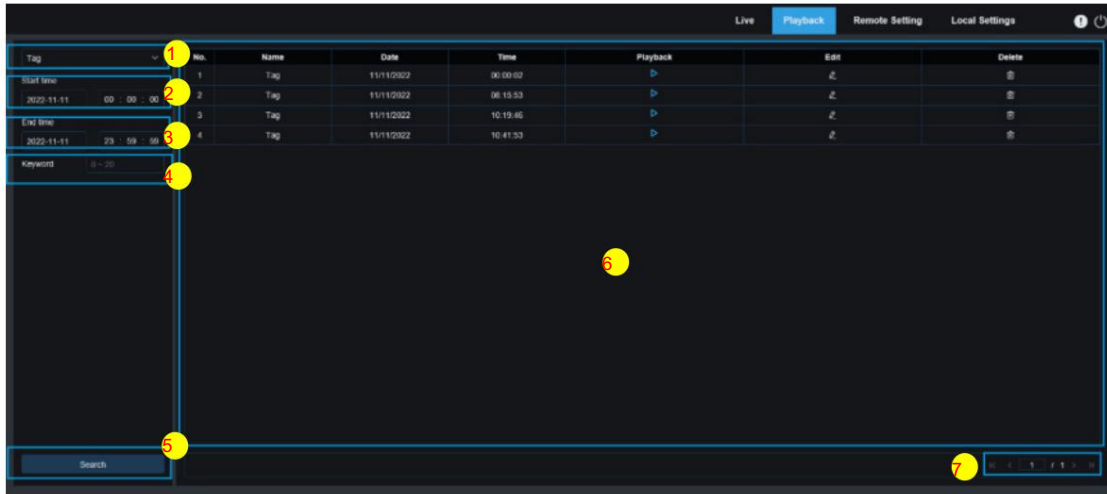 Live Playback Remote Setting Local Settings
Tag 1
Start time
2022-11-11 00 : 00 : 00 2
End time
2022-11-11 23 : 59 : 59 3
Keyword 0 ~ 20 4
Search 5
No. Name Date Time Playback Edit Delete
1 Tag 11/11/2022 00:00:02
2 Tag 11/11/2022 08:15:53
3 Tag 11/11/2022 10:19:46
4 Tag 11/11/2022 10:41:53
6
7 1 / 1